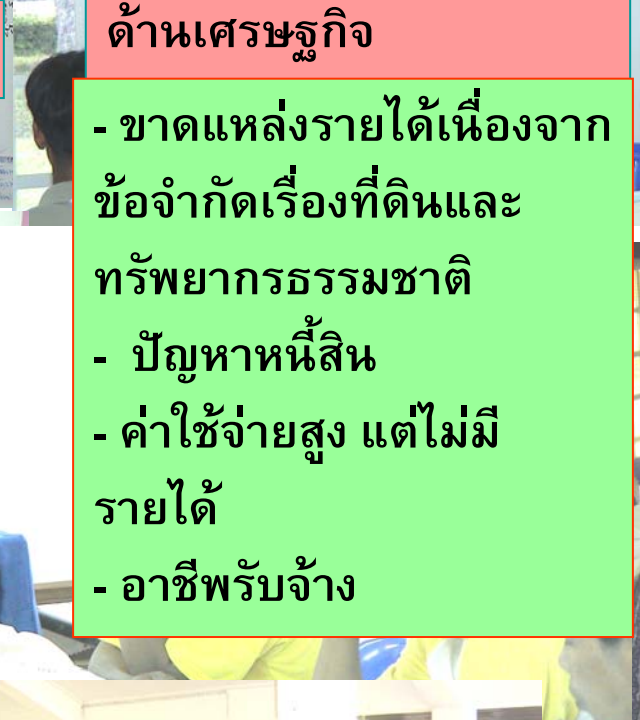 ด้านเศรษฐกิจ
- ขาดแหล่งรายได้เนื่องจาก
ข้อจำกัดเรื่องที่ดินและ
ทรัพยากรธรรมชาติ
- ปัญหาหนี้สิน
- ค่าใช้จ่ายสูง แต่ไม่มี
รายได้
- อาชีพรับจ้าง